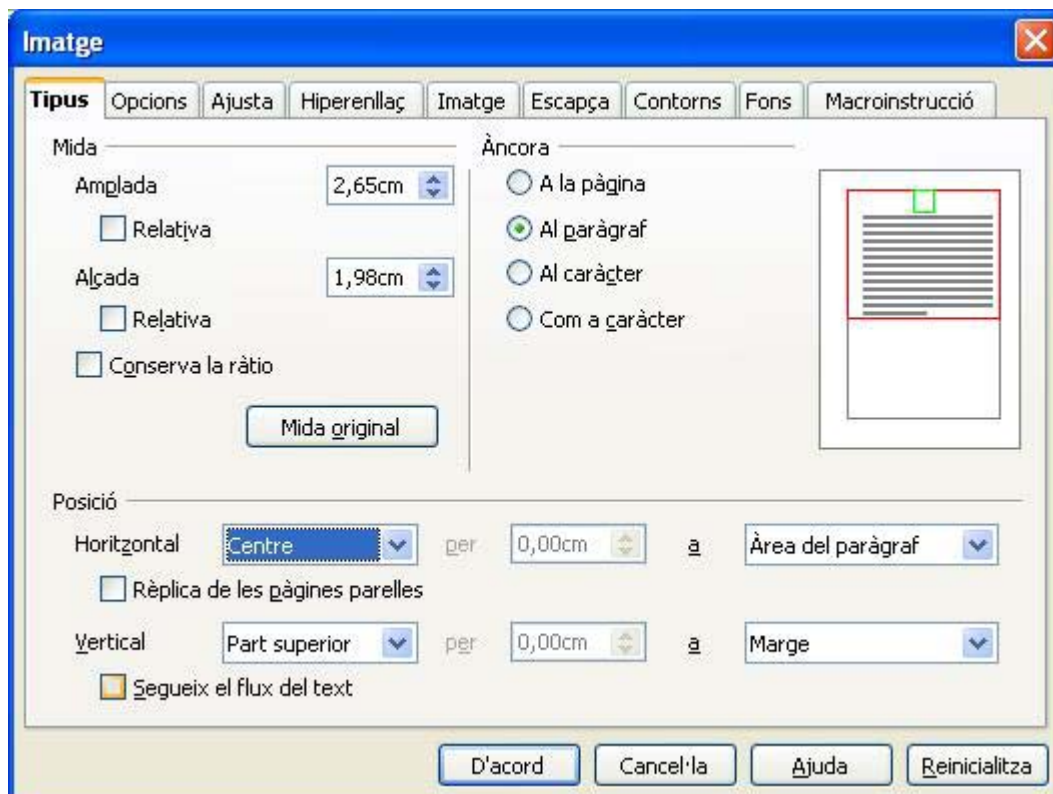 Imatge
Tipus Opcions Ajusta Hiperenllaç Imatge Escapça Contorns Fons Macroinstrucció
Mida
Amplada 2,65cm
Relativa
Alçada 1,98cm
Relativa
Conserva la ràtio
Mida original
Àncora
A la pàgina
Al paràgraf
Al caràcter
Com a caràcter
Posició
Horitzontal Centre per 0,00cm a Àrea del paràgraf
Rèplica de les pàgines parelles
Vertical Part superior per 0,00cm a Marge
Segueix el flux del text
D'acord Cancel·la Ajuda Reinicialitza